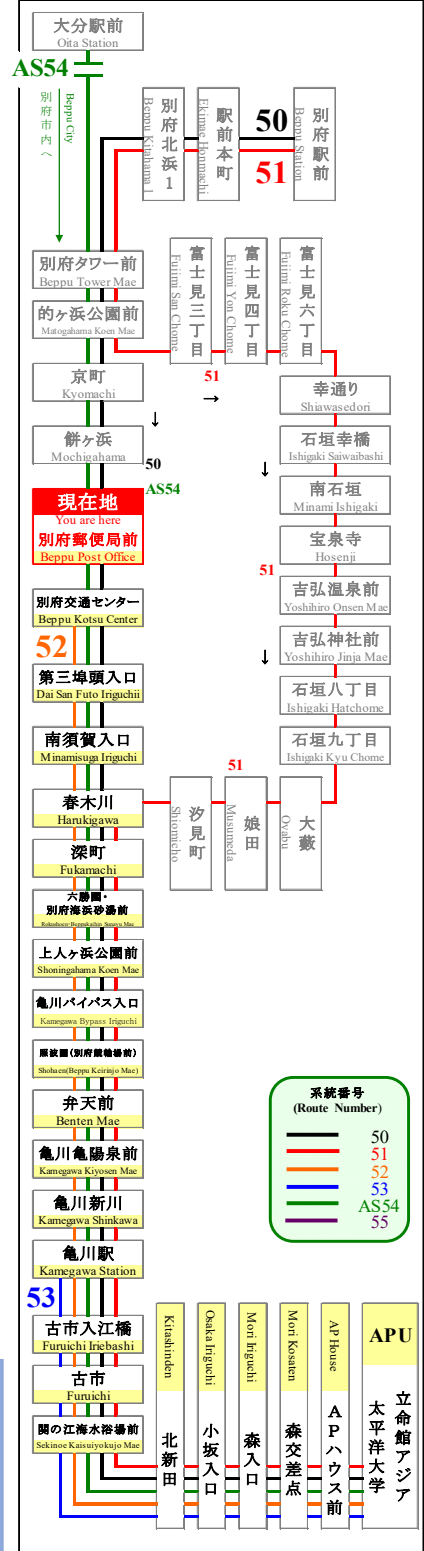 大分駅前
Oita Station
AS54
Beppu City
別府市内へ
別府北浜1
Beppu Kitahama 1
駅前本町
Ekimae Honmachi
50
51
別府駅前
Beppu Station
別府タワー前
Beppu Tower Mae
的ヶ浜公園前
Matogahama Koen Mae
京町
Kyomachi
餅ヶ浜
Mochigahama
50
AS54
富士見三丁目
Fujimi San Chome
富士見四丁目
Fujimi Yon Chome
富士見六丁目
Fujimi Roku Chome
51
→
↓
幸通り
Shiawasedori
石垣幸橋
Ishigaki Saiwaibashi
↓
南石垣
Minami Ishigaki
宝泉寺
Hosenji
51
吉弘温泉前
Yoshihiro Onsen Mae
吉弘神社前
Yoshihiro Jinja Mae
↓
石垣八丁目
Ishigaki Hatchome
石垣九丁目
Ishigaki Kyu Chome
51
汐見町
Shiomicho
娘田
Musumeda
大藪
Oyabu
現在地
You are here
別府郵便局前
Beppu Post Office
別府交通センター
Beppu Kotsu Center
52
第三埠頭入口
Dai San Futo Iriguchii
南須賀入口
Minamisuga Iriguchi
春木川
Harukigawa
深町
Fukamachi
六勝園・
別府海浜砂湯前
Rokushoen・Beppukaihin Sunayu Mae
上人ヶ浜公園前
Shoningahama Koen Mae
亀川バイパス入口
Kamegawa Bypass Iriguchi
照波園(別府競輪場前)
Shohaen(Beppu Keirinjo Mae)
弁天前
Benten Mae
亀川亀陽泉前
Kamegawa Kiyosen Mae
亀川新川
Kamegawa Shinkawa
亀川駅
Kamegawa Station
53
古市入江橋
Furuichi Iriebashi
古市
Furuichi
関の江海水浴場前
Sekinoe Kaisuiyokujo Mae
系統番号
(Route Number)
50
51
52
53
AS54
55
Kitashinden
北新田
Osaka Iriguchi
小坂入口
Mori Iriguchi
森入口
Mori Kosaten
森交差点
AP House
APハウス前
APU
立命館アジア
太平洋大学